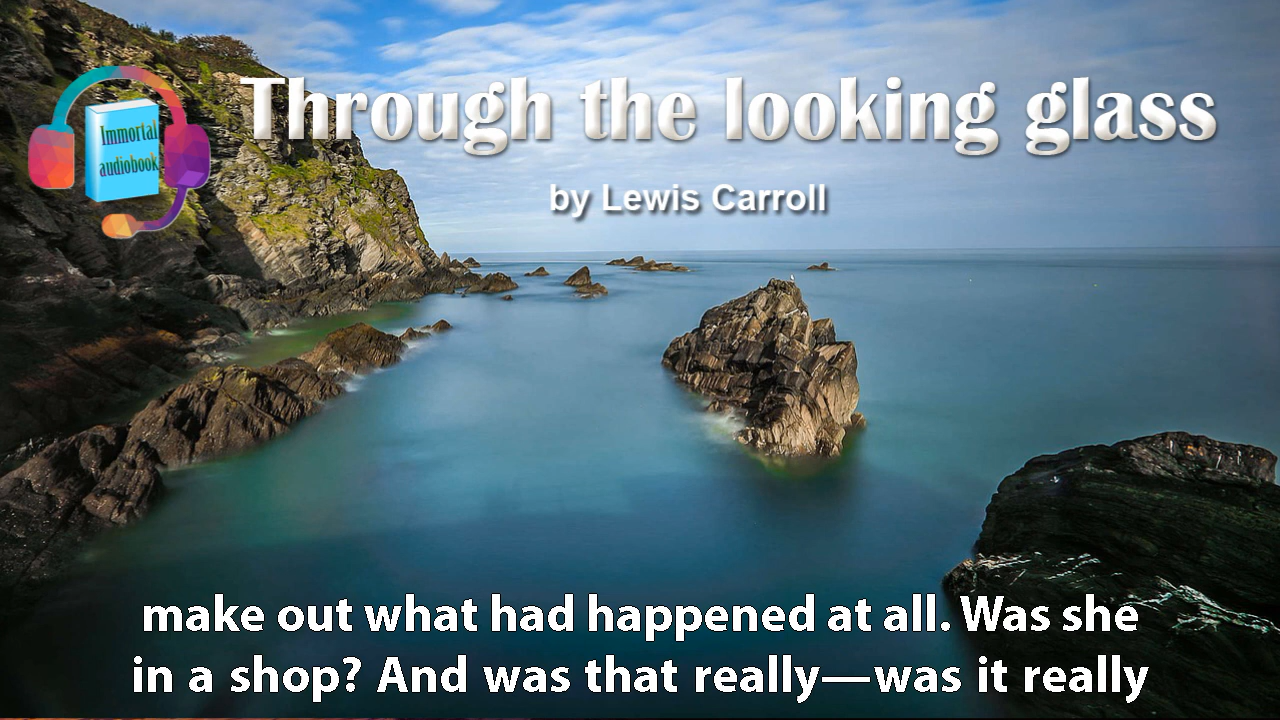 Through the looking glass
Immortal
audiobook
by Lewis Carroll
make out what had happened at all. Was she
in a shop? And was that really—was it really